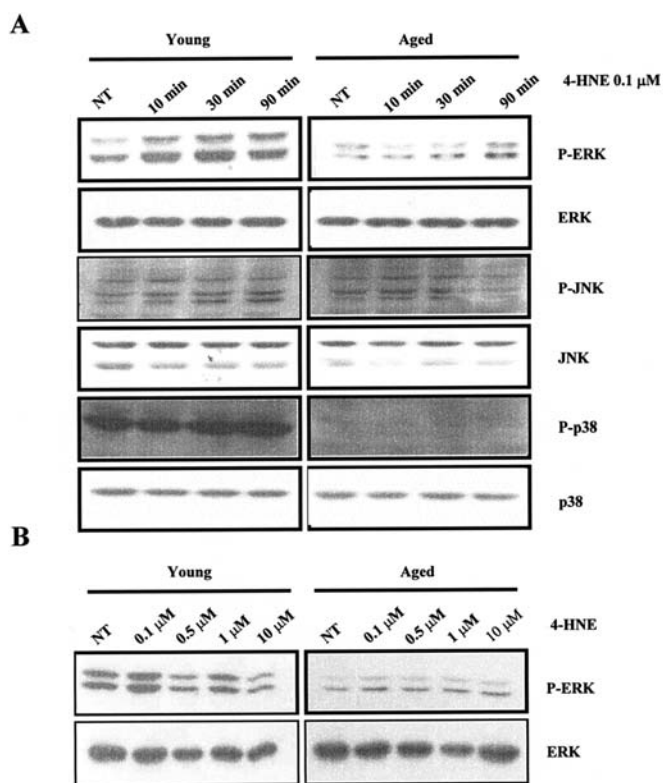 A
Young Aged
NT 10 min 30 min 90 min NT 10 min 30 min 90 min 4-HNE 0.1 μM
P-ERK
ERK
P-JNK
JNK
P-p38
p38
B
Young Aged
NT 0.1 μM 0.5 μM 1 μM 10 μM NT 0.1 μM 0.5 μM 1 μM 10 μM 4-HNE
P-ERK
ERK